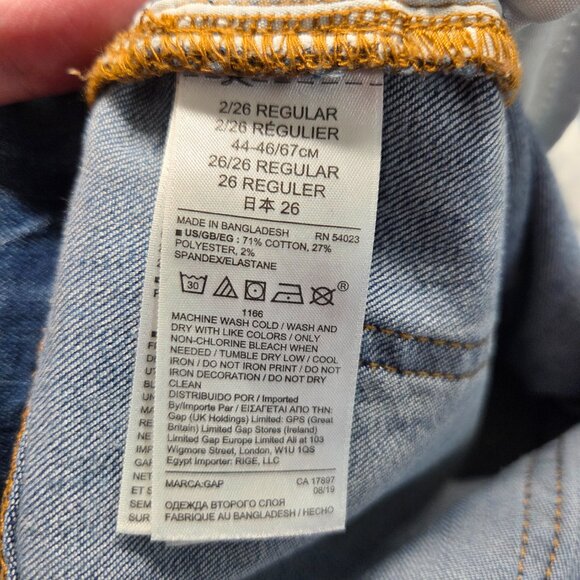 2/26 REGULAR
2/26 RÉGULIER
44-46/67CM
26/26 REGULAR
26 REGULER
日本 26
MADE IN BANGLADESH RN 54023
■ US/GB/EG : 71% COTTON, 27%
POLYESTER, 2%
SPANDEX/ELASTANE
30
®
1166
MACHINE WASH COLD / WASH AND
DRY WITH LIKE COLORS / ONLY
NON-CHLORINE BLEACH WHEN
NEEDED / TUMBLE DRY LOW / COOL
IRON / DO NOT IRON PRINT / DO NOT
IRON DECORATION / DO NOT DRY
CLEAN
DISTRIBUIDO POR / Imported
By/Importe Par / ΕΙΣΑΓΕΤΑΙ ΑΠΟ ΤΗΝ:
Gap (UK Holdings) Limited: GPS (Great
Britain) Limited Gap Stores (Ireland)
Limited Gap Europe Limited All at 103
Wigmore Street, London, W1U 1QS
Egypt Importer: RIGE, LLC
MARCA:GAP CA 17897
08/19
ОДЕЖДА ВТОРОГО СЛОЯ
FABRIQUE AU BANGLADESH / HECHO